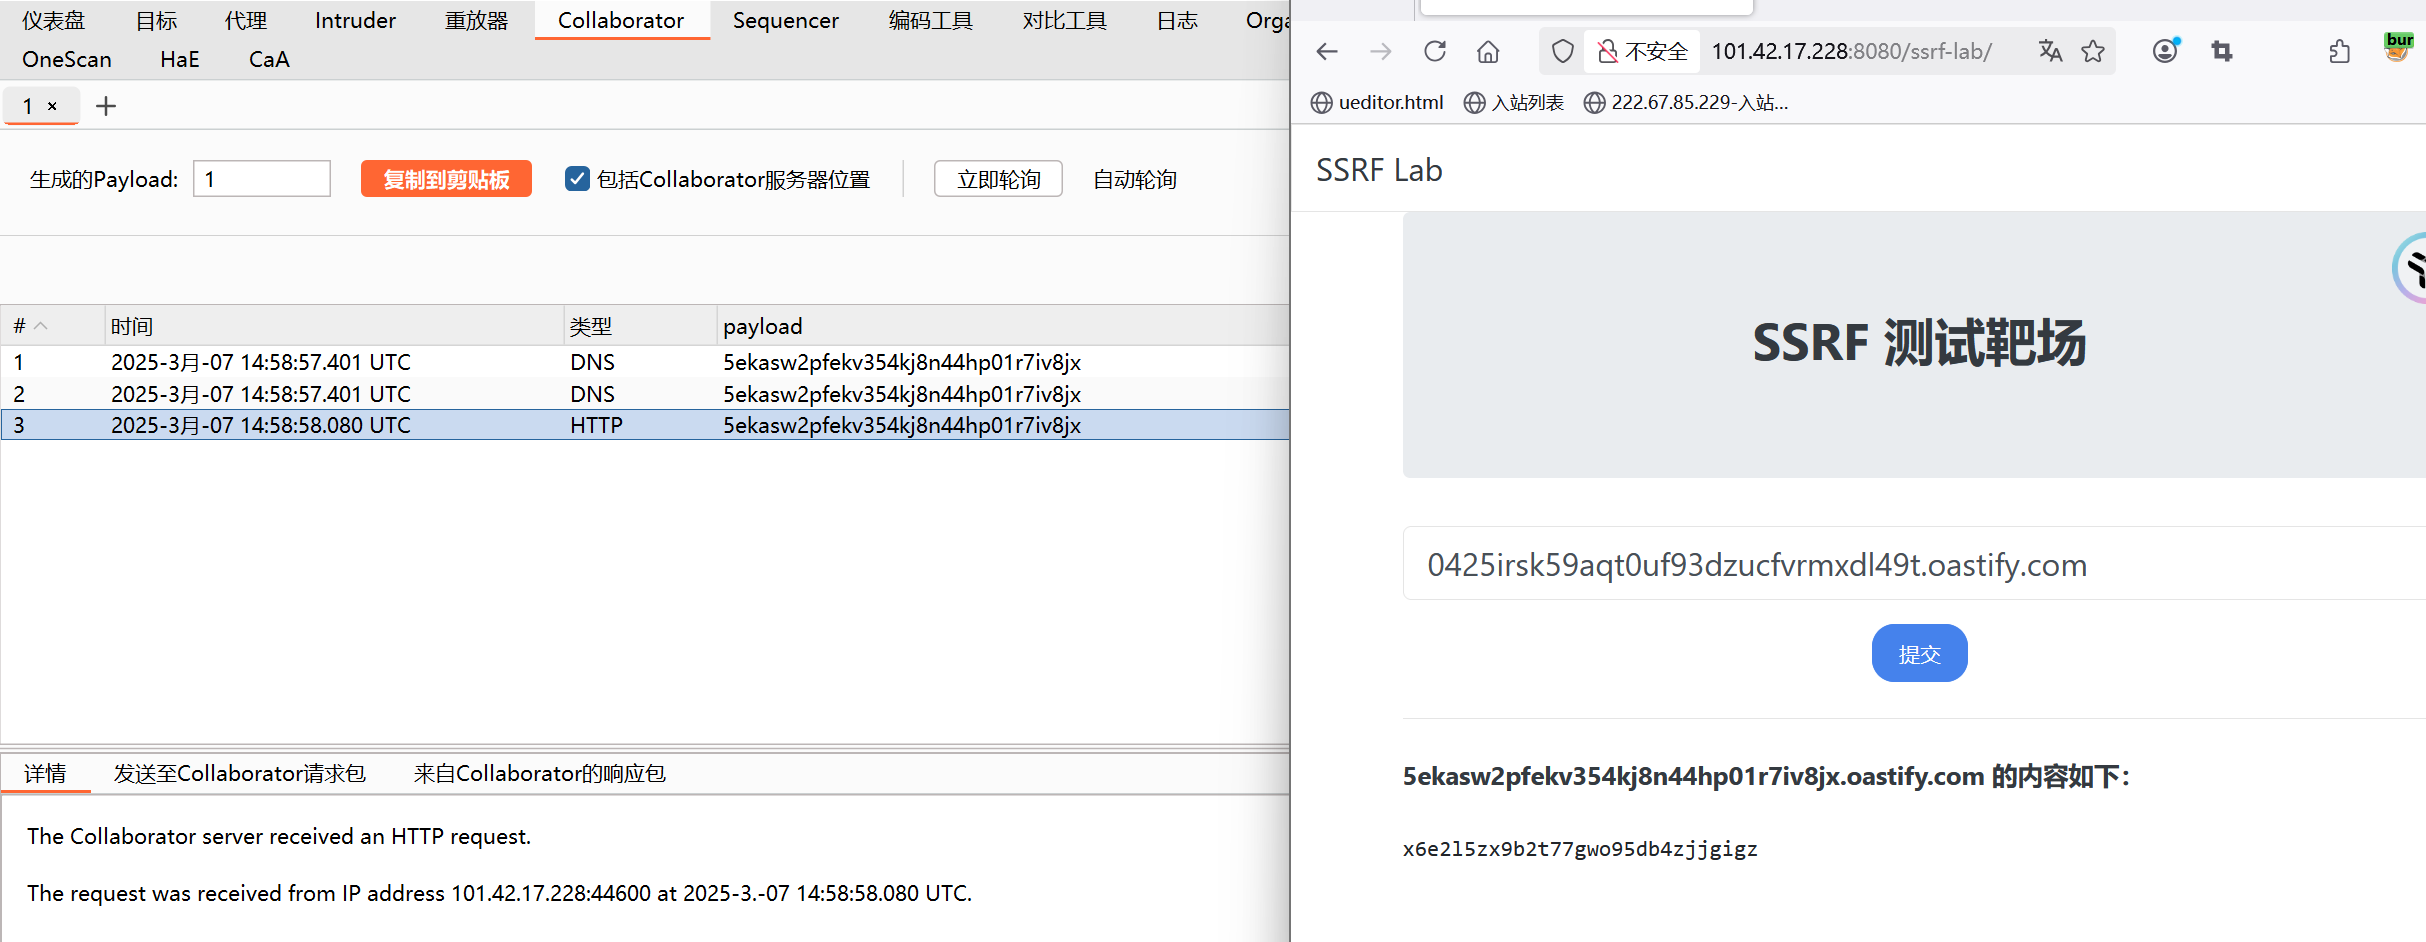 仪表盘 目标 代理 Intruder 重放器 Collaborator Sequencer 编码工具 对比工具 日志
OneScan HaE CaA
1 ×
生成的Payload: 1 复制到剪贴板 包括Collaborator服务器位置 立即轮询 自动轮询
# 时间 类型 payload
1 2025-3月-07 14:58:57.401 UTC DNS 5ekasw2pfekv354kj8n44hp01r7iv8jx
2 2025-3月-07 14:58:57.401 UTC DNS 5ekasw2pfekv354kj8n44hp01r7iv8jx
3 2025-3月-07 14:58:58.080 UTC HTTP 5ekasw2pfekv354kj8n44hp01r7iv8jx
详情 发送至Collaborator请求包 来自Collaborator的响应包
The Collaborator server received an HTTP request.
The request was received from IP address 101.42.17.228:44600 at 2025-3.-07 14:58:58.080 UTC.
不安全 101.42.17.228:8080/ssrf-lab/
bur
ueditor.html 入站列表 222.67.85.229-入站...
SSRF Lab
SSRF 测试靶场
0425irsk59aqt0uf93dzucfvrmxdl49t.oastify.com
提交
5ekasw2pfekv354kj8n44hp01r7iv8jx.oastify.com 的内容如下：
x6e2l5zx9b2t77gwo95db4zjjgigz